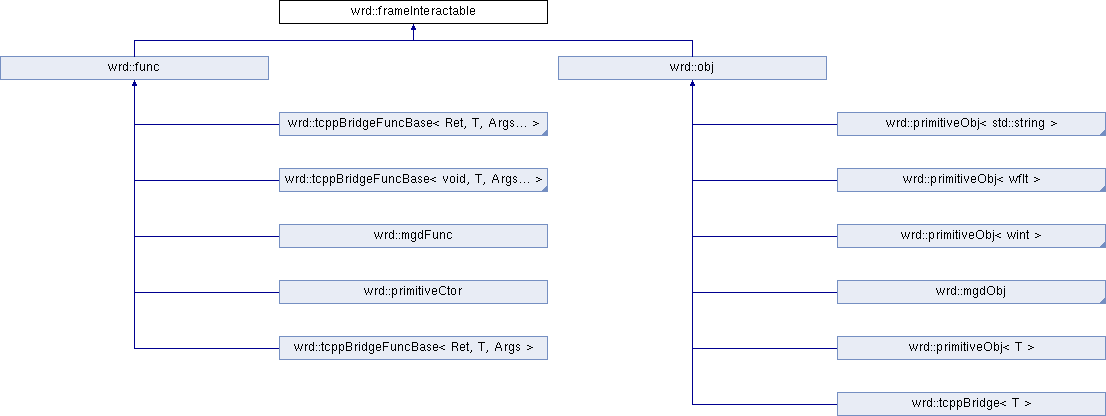 wrd::frameInteractable
wrd::func
wrd::obj
wrd::tcppBridgeFuncBase< Ret, T, Args... >
wrd::primitiveObj< std::string >
wrd::tcppBridgeFuncBase< void, T, Args... >
wrd::primitiveObj< wflt >
wrd::mgdFunc
wrd::primitiveObj< wint >
wrd::primitiveCtor
wrd::mgdObj
wrd::tcppBridgeFuncBase< Ret, T, Args >
wrd::primitiveObj< T >
wrd::tcppBridge< T >